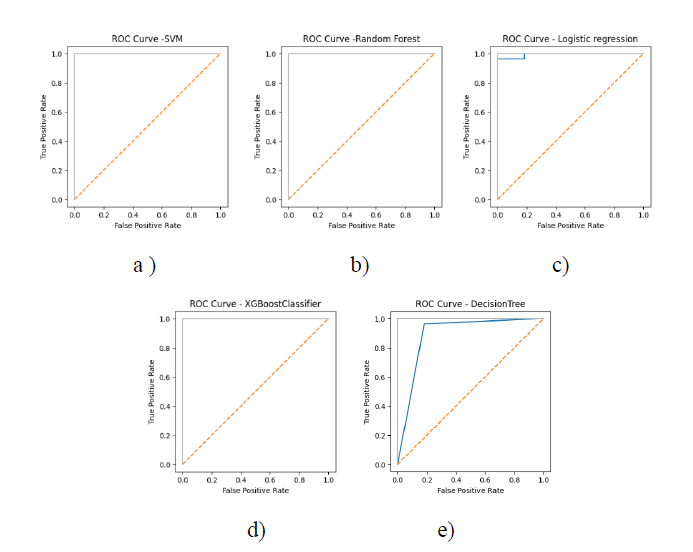 ROC Curve -SVM
True Positive Rate
1.0
0.8
0.6
0.4
0.2
0.0
0.0 0.2 0.4 0.6 0.8 1.0
False Positive Rate
a )
ROC Curve -Random Forest
True Positive Rate
1.0
0.8
0.6
0.4
0.2
0.0
0.0 0.2 0.4 0.6 0.8 1.0
False Positive Rate
b)
ROC Curve - Logistic regression
True Positive Rate
1.0
0.8
0.6
0.4
0.2
0.0
0.0 0.2 0.4 0.6 0.8 1.0
False Positive Rate
c)
ROC Curve - XGBoostClassifier
True Positive Rate
1.0
0.8
0.6
0.4
0.2
0.0
0.0 0.2 0.4 0.6 0.8 1.0
False Positive Rate
d)
ROC Curve - DecisionTree
True Positive Rate
1.0
0.8
0.6
0.4
0.2
0.0
0.0 0.2 0.4 0.6 0.8 1.0
False Positive Rate
e)